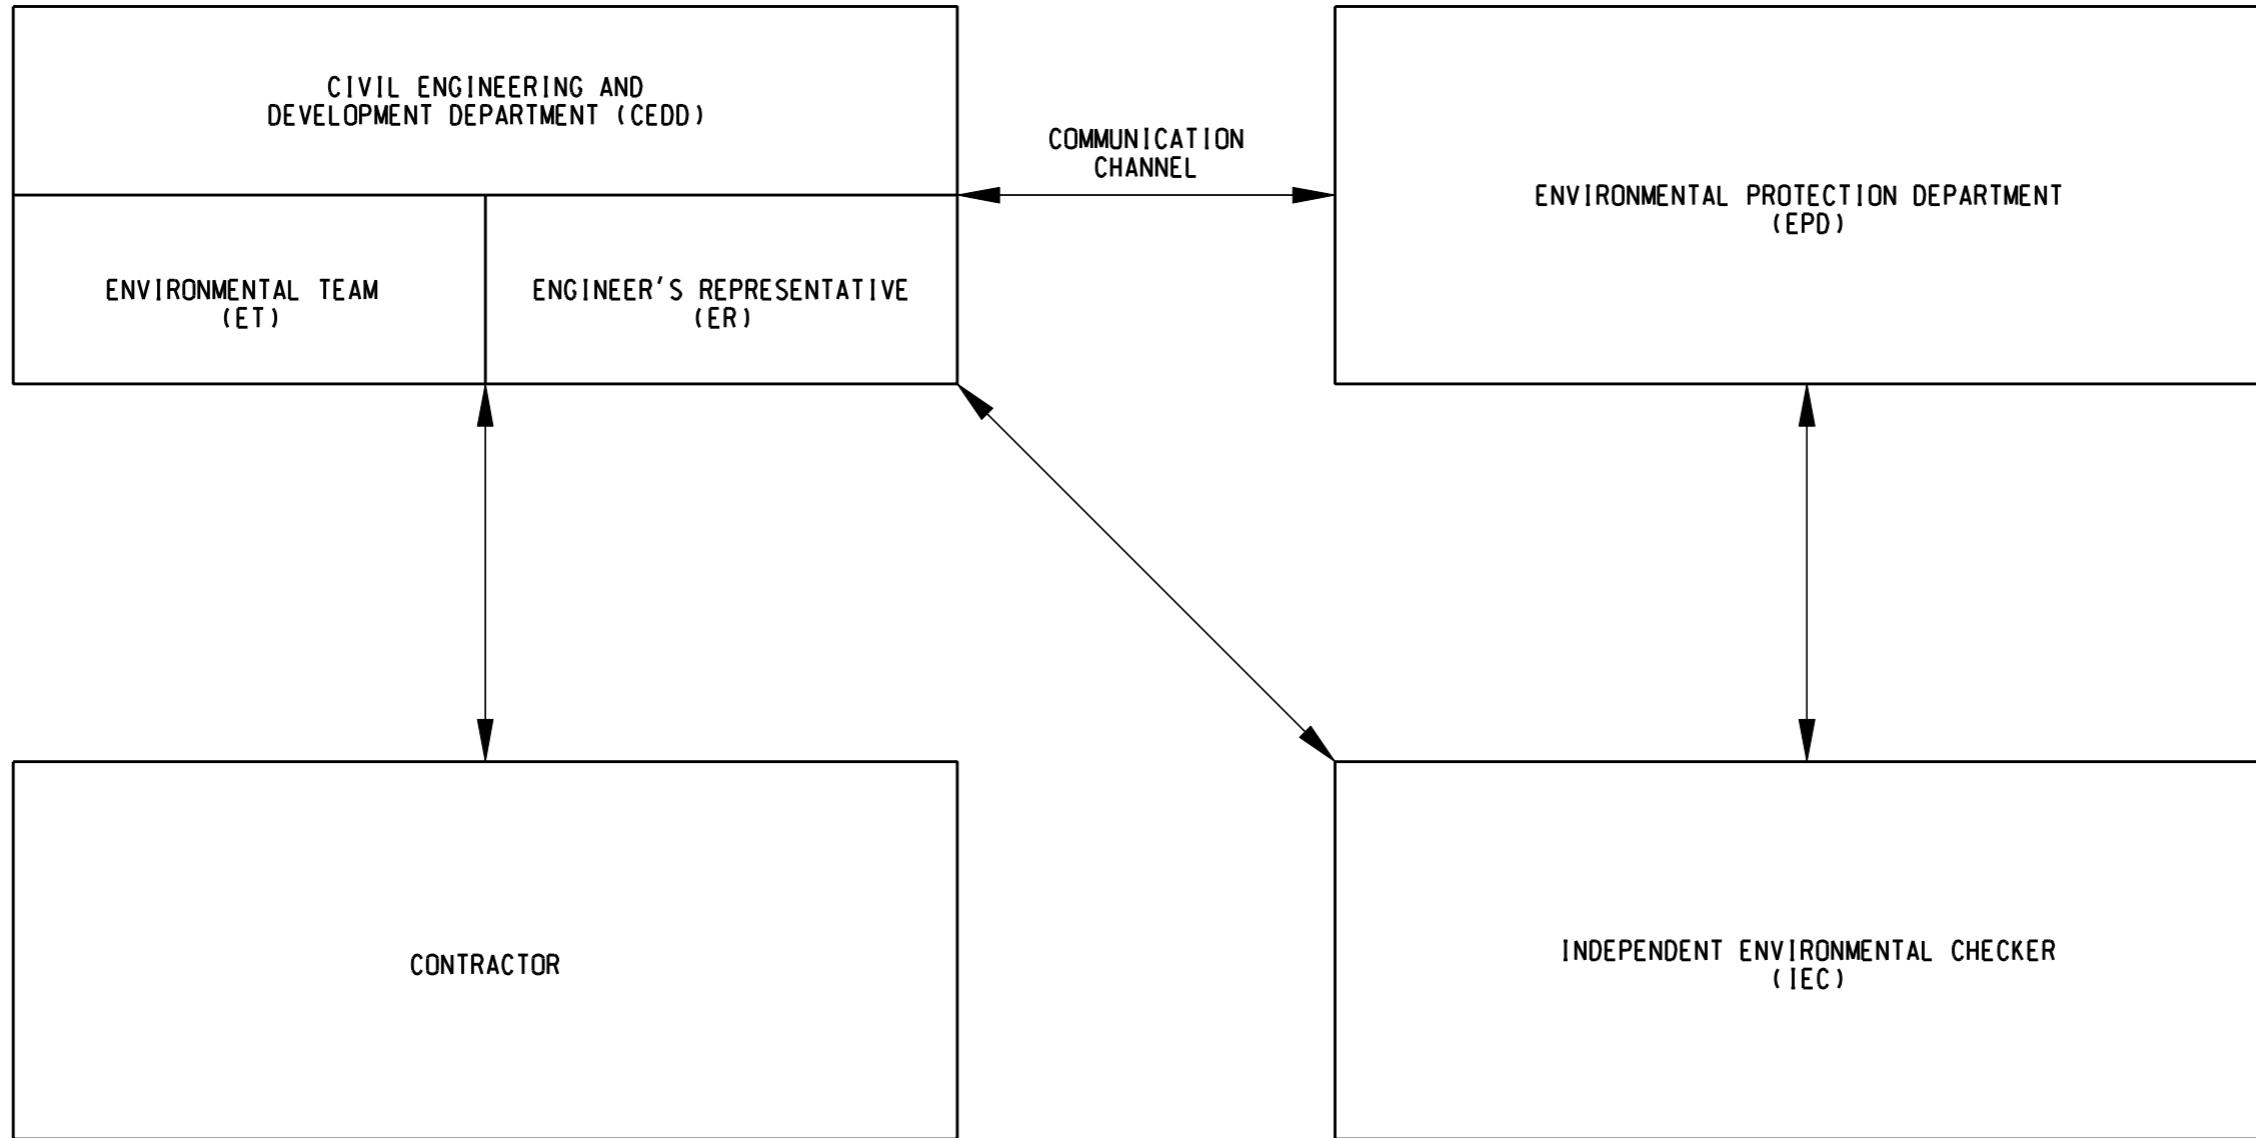 CIVIL ENGINEERING AND
DEVELOPMENT DEPARTMENT (CEDD)
COMMUNICATION
CHANNEL
ENVIRONMENTAL PROTECTION DEPARTMENT
(EPD)
ENVIRONMENTAL TEAM
(ET)
ENGINEER'S REPRESENTATIVE
(ER)
CONTRACTOR
INDEPENDENT ENVIRONMENTAL CHECKER
(IEC)